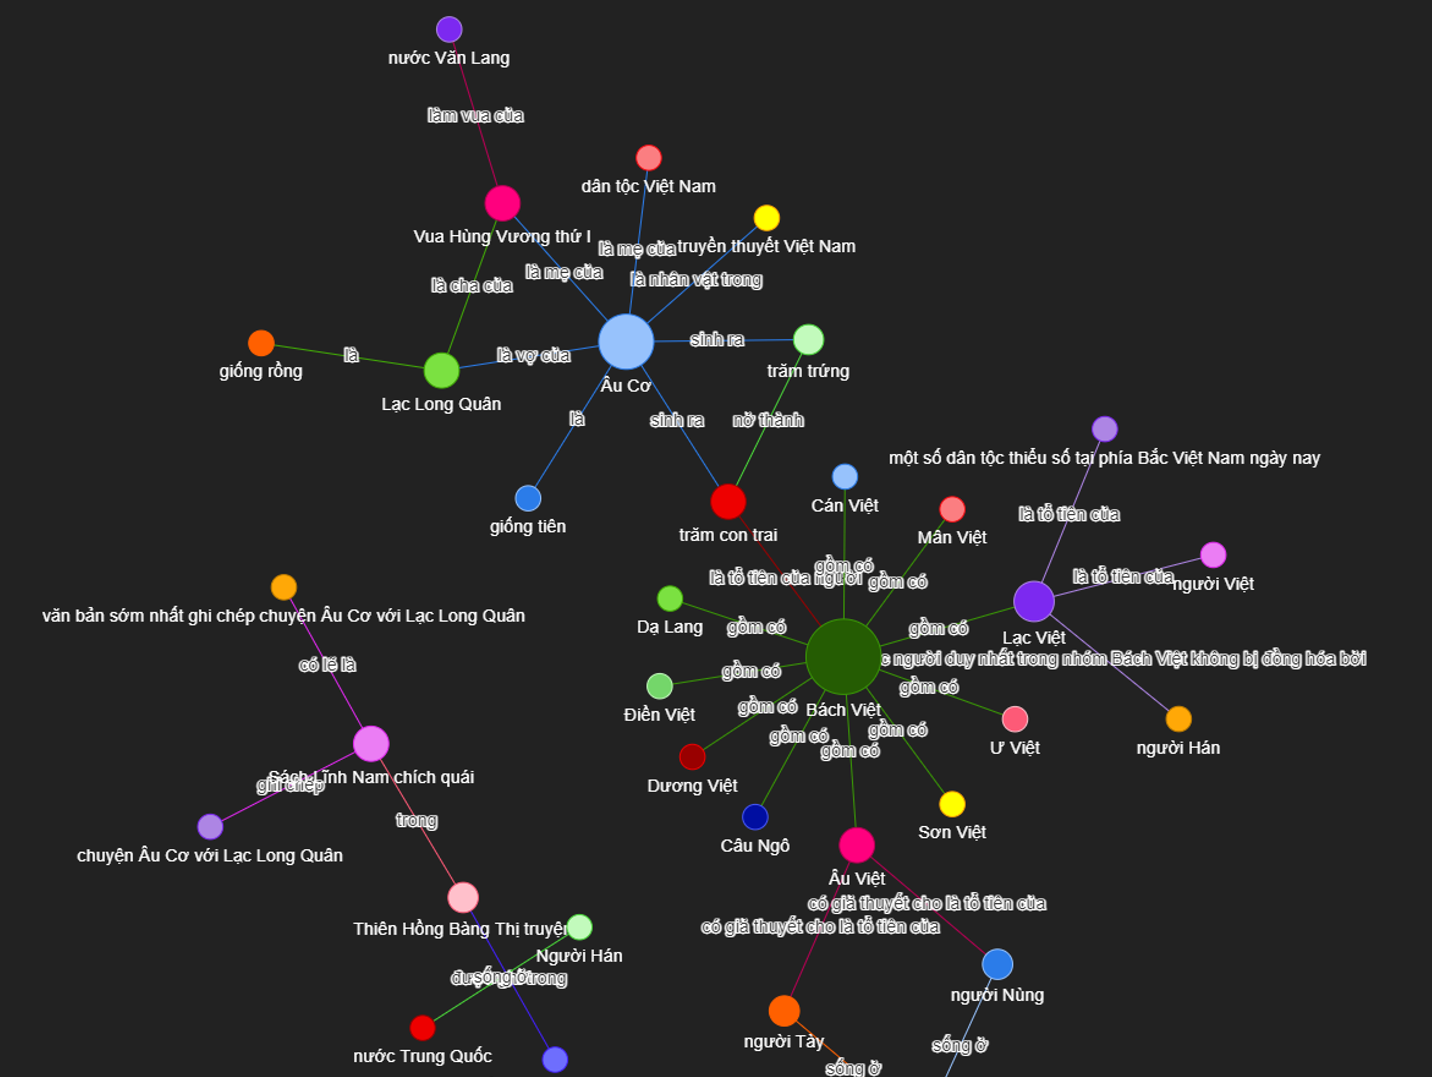 nước Văn Lang
làm vua của
dân tộc Việt Nam
Vua Hùng Vương thứ I
là mẹ của
truyền thuyết Việt Nam
là mẹ của
là nhân vật trong
là cha của
sinh ra
là
là vợ của
giống rồng
trăm trứng
Âu Cơ
Lạc Long Quân
là
sinh ra
nở thành
một số dân tộc thiểu số tại phía Bắc Việt Nam ngày nay
Cán Việt
là tổ tiên của
giống tiên
trăm con trai
Mân Việt
gồm có
là tổ tiên của người
gồm có
là tổ tiên của
người Việt
văn bản sớm nhất ghi chép chuyện Âu Cơ với Lạc Long Quân
Dạ Lang
gồm có
gồm có
Lạc Việt
có lẽ là
gồm có
người duy nhất trong nhóm Bách Việt không bị đồng hóa bởi
gồm có
Điền Việt
gồm có
Bách Việt
gồm có
gồm có
gồm có
Ư Việt
người Hán
Sách Lĩnh Nam chích quái
ghi chép
Dương Việt
trong
Câu Ngô
Sơn Việt
chuyện Âu Cơ với Lạc Long Quân
Âu Việt
có giả thuyết cho là tổ tiên của
có giả thuyết cho là tổ tiên của
Thiên Hồng Bàng Thị truyện
Người Hán
sống ở
trong
người Nùng
nước Trung Quốc
người Tày
sống ở
sống ở